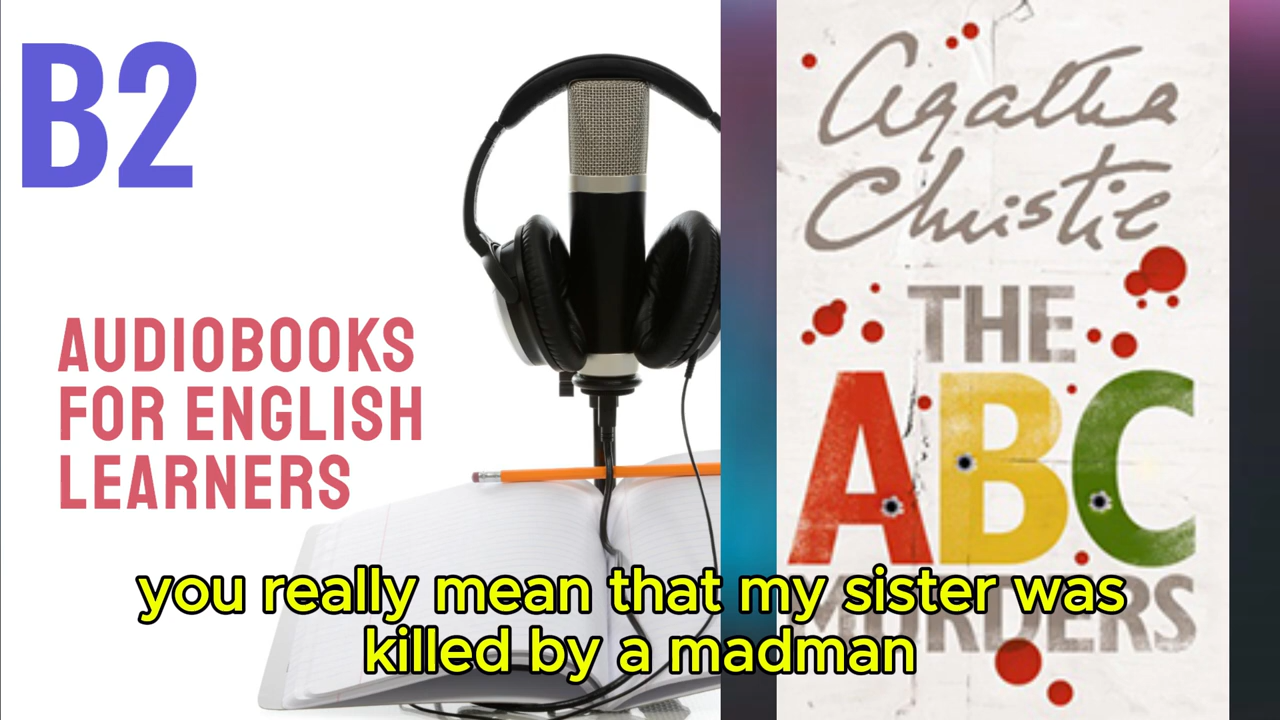 B2
AUDIOBOOKS
FOR ENGLISH
LEARNERS
Agatha
Christie
THE
ABC
MURDERS
you really mean that my sister was
killed by a madman